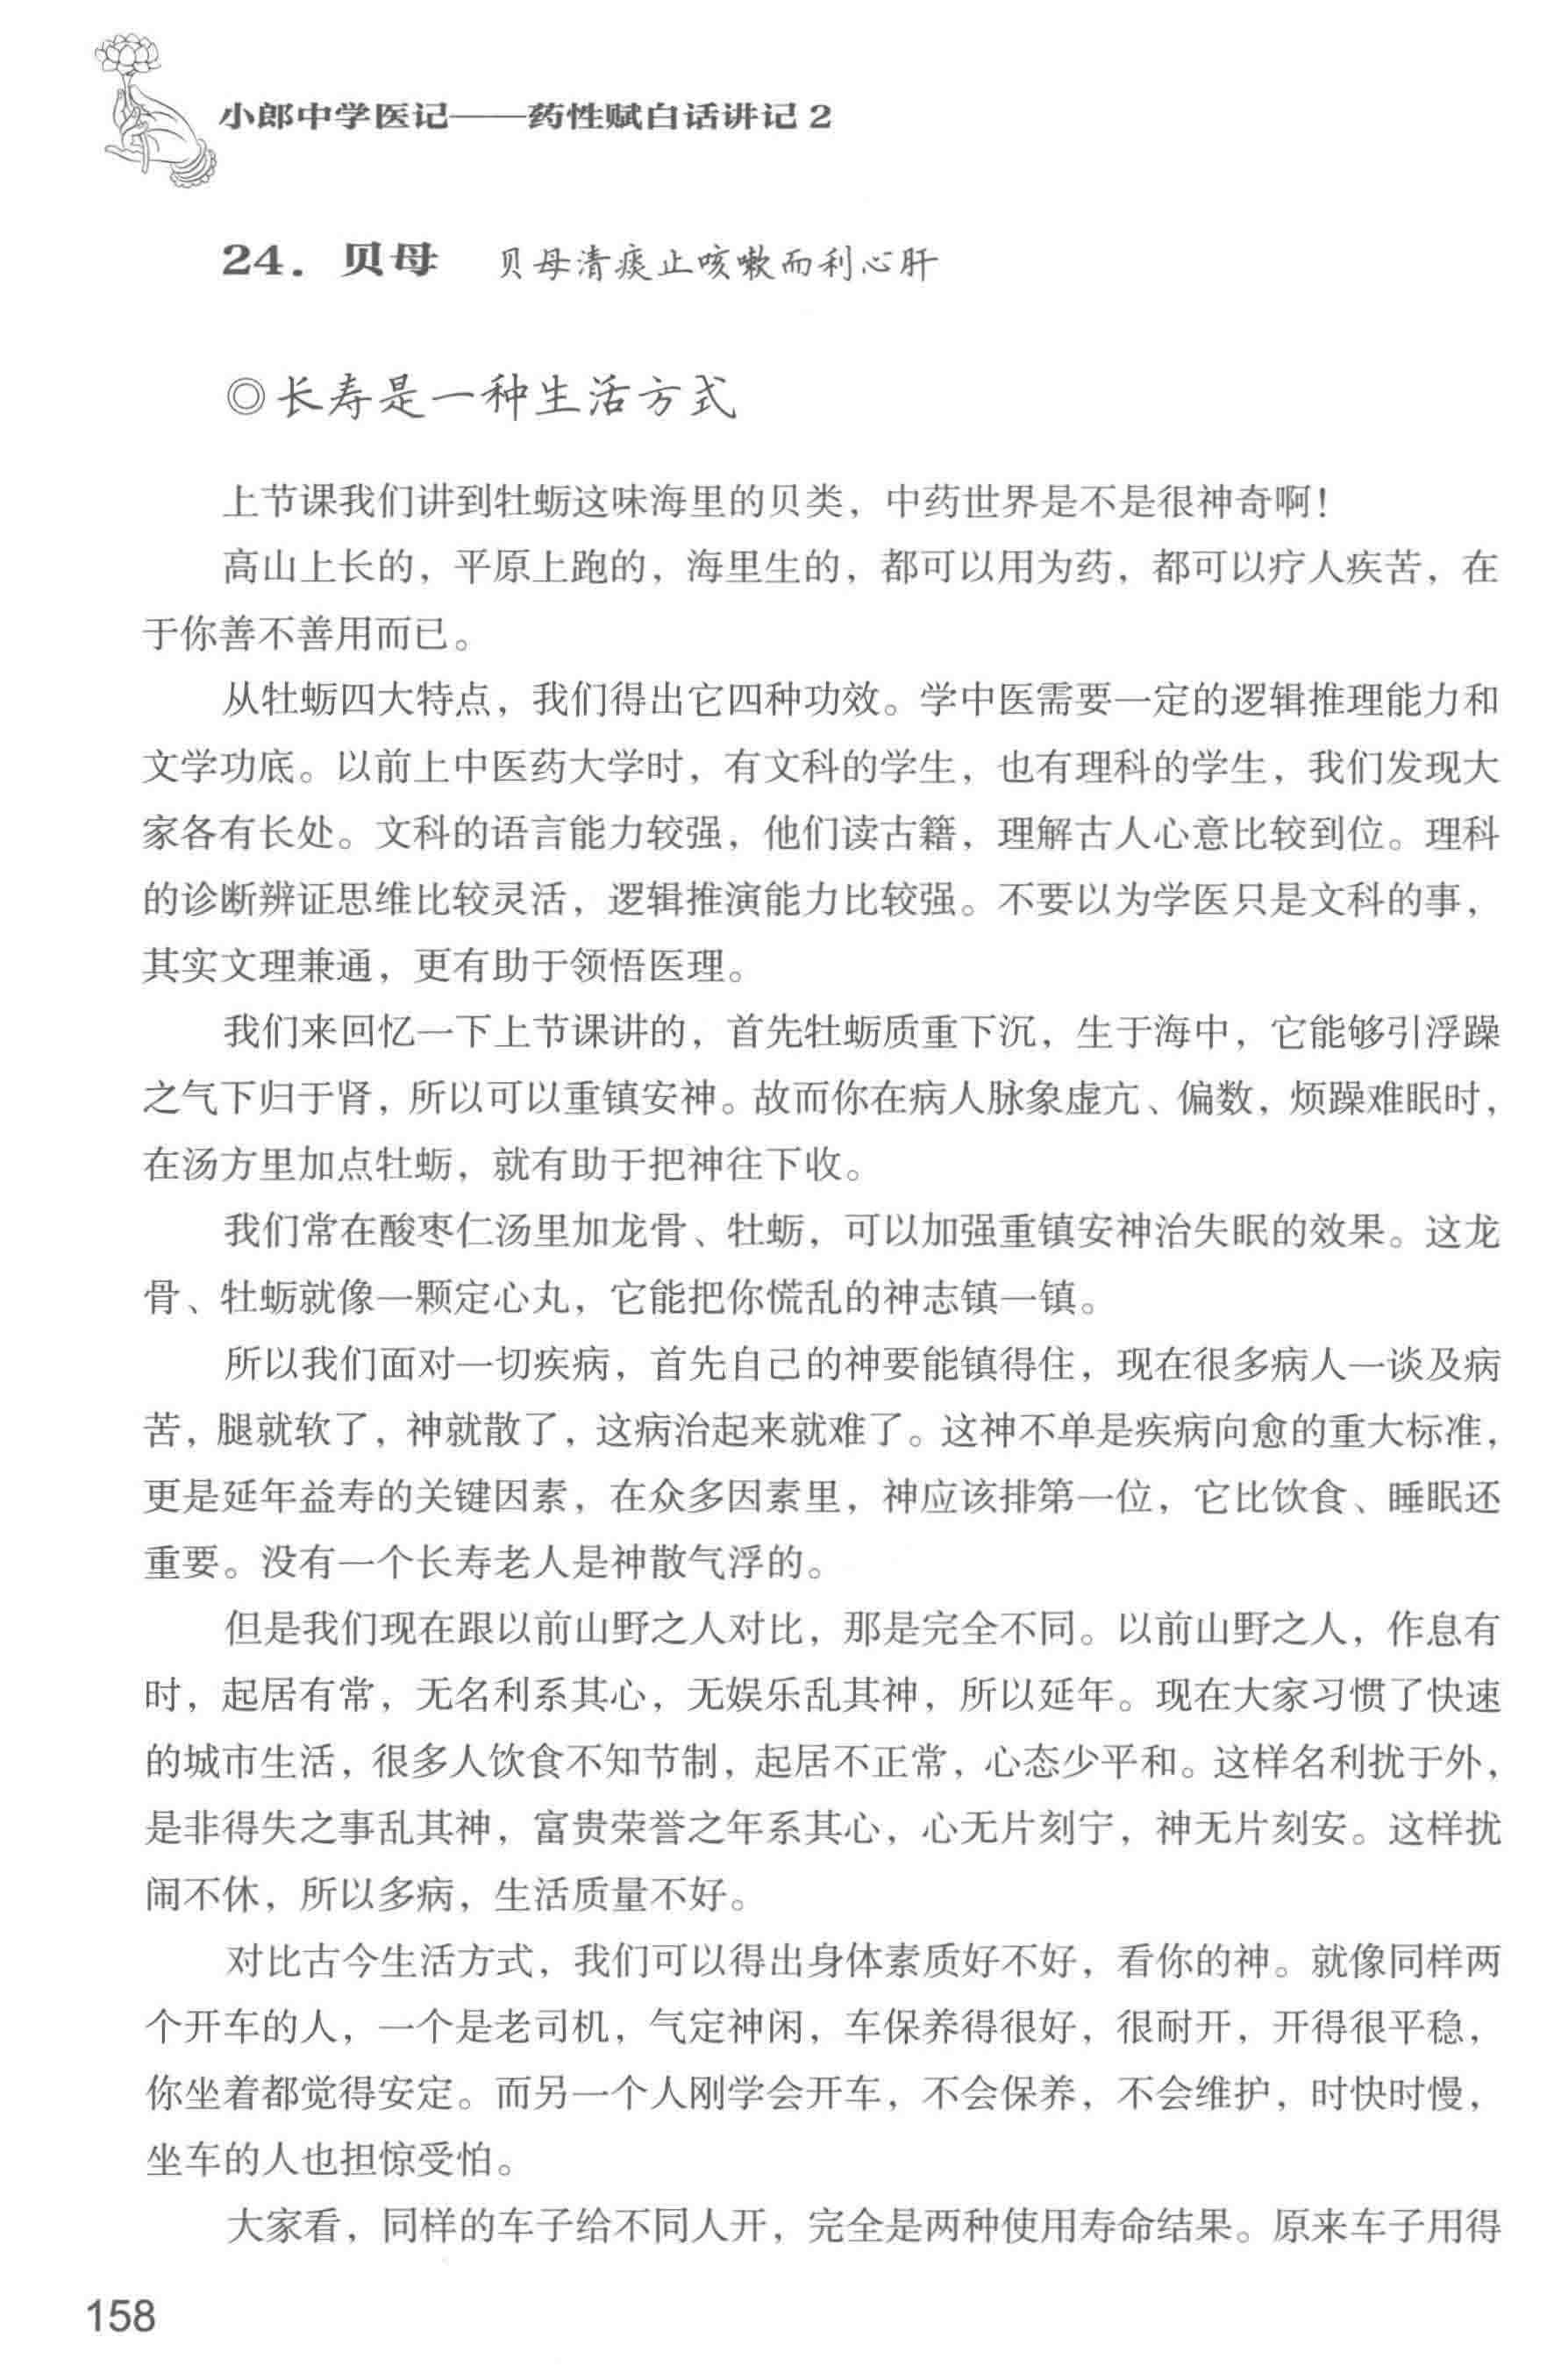 小郎中学医记——药性赋白话讲记 2
24. 贝母 贝母清痰止咳嗽而利心肝
◎长寿是一种生活方式
上节课我们讲到牡蛎这味海里的贝类，中药世界是不是很神奇啊！
高山上长的，平原上跑的，海里生的，都可以用为药，都可以疗人疾苦，在
于你善不善用而已。
从牡蛎四大特点，我们得出它四种功效。学中医需要一定的逻辑推理能力和
文学功底。以前上中医药大学时，有文科的学生，也有理科的学生，我们发现大
家各有长处。文科的语言能力较强，他们读古籍，理解古人心意比较到位。理科
的诊断辨证思维比较灵活，逻辑推演能力比较强。不要以为学医只是文科的事，
其实文理兼通，更有助于领悟医理。
我们来回忆一下上节课讲的，首先牡蛎质重下沉，生于海中，它能够引浮躁
之气下归于肾，所以可以重镇安神。故而你在病人脉象虚亢、偏数，烦躁难眠时，
在汤方里加点牡蛎，就有助于把神往下收。
我们常在酸枣仁汤里加龙骨、牡蛎，可以加强重镇安神治失眠的效果。这龙
骨、牡蛎就像一颗定心丸，它能把你慌乱的神志镇一镇。
所以我们面对一切疾病，首先自己的神要能镇得住，现在很多病人一谈及病
苦，腿就软了，神就散了，这病治起来就难了。这神不单是疾病向愈的重大标准，
更是延年益寿的关键因素，在众多因素里，神应该排第一位，它比饮食、睡眠还
重要。没有一个长寿老人是神散气浮的。
但是我们现在跟以前山野之人对比，那是完全不同。以前山野之人，作息有
时，起居有常，无名利系其心，无娱乐乱其神，所以延年。现在大家习惯了快速
的城市生活，很多人饮食不知节制，起居不正常，心态少平和。这样名利扰于外，
是非得失之事乱其神，富贵荣誉之年系其心，心无片刻宁，神无片刻安。这样扰
闹不休，所以多病，生活质量不好。
对比古今生活方式，我们可以得出身体素质好不好，看你的神。就像同样两
个开车的人，一个是老司机，气定神闲，车保养得很好，很耐开，开得很平稳，
你坐着都觉得安定。而另一个人刚学会开车，不会保养，不会维护，时快时慢，
坐车的人也担惊受怕。
大家看，同样的车子给不同人开，完全是两种使用寿命结果。原来车子用得
158